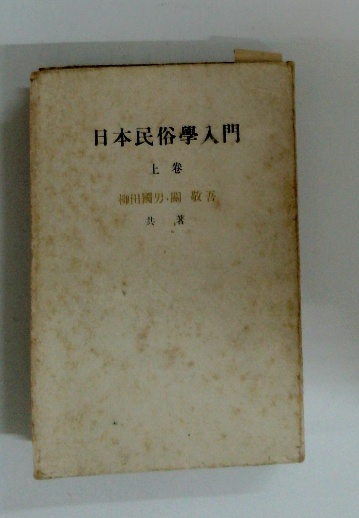 日本民俗學入門
上卷
柳田國男・關 敬吾
共著